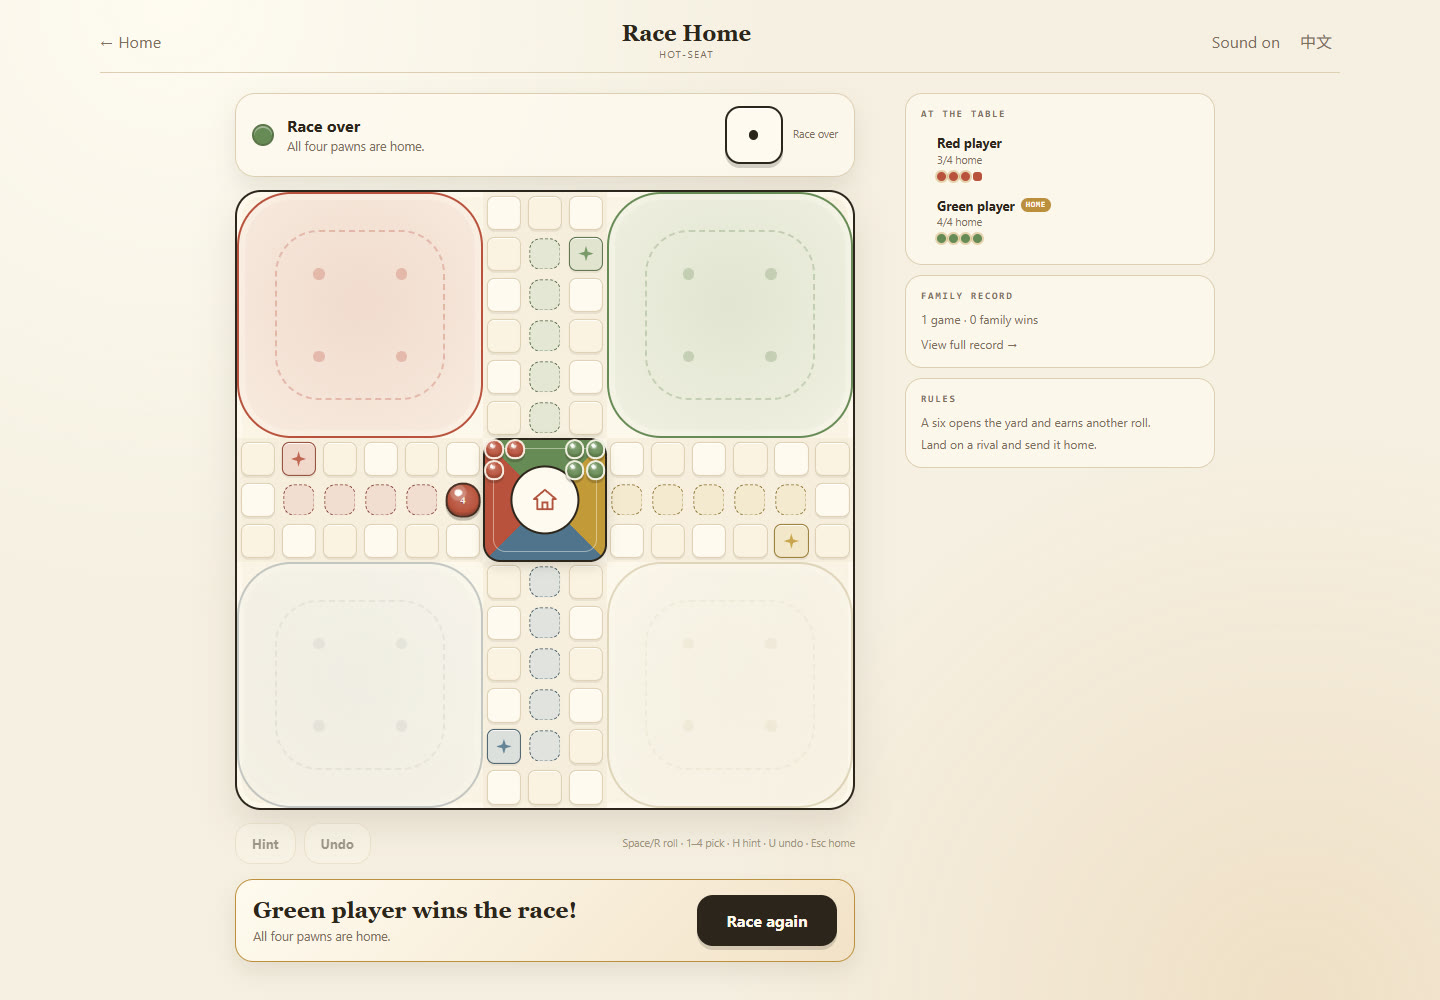 ← Home
Race Home
HOT-SEAT
Sound on
中文
Race over
All four pawns are home.
Race over
AT THE TABLE
Red player
3/4 home
Green player HOME
4/4 home
FAMILY RECORD
1 game · 0 family wins
View full record →
RULES
A six opens the yard and earns another roll.
Land on a rival and send it home.
4
Hint
Undo
Space/R roll · 1–4 pick · H hint · U undo · Esc home
Green player wins the race!
All four pawns are home.
Race again